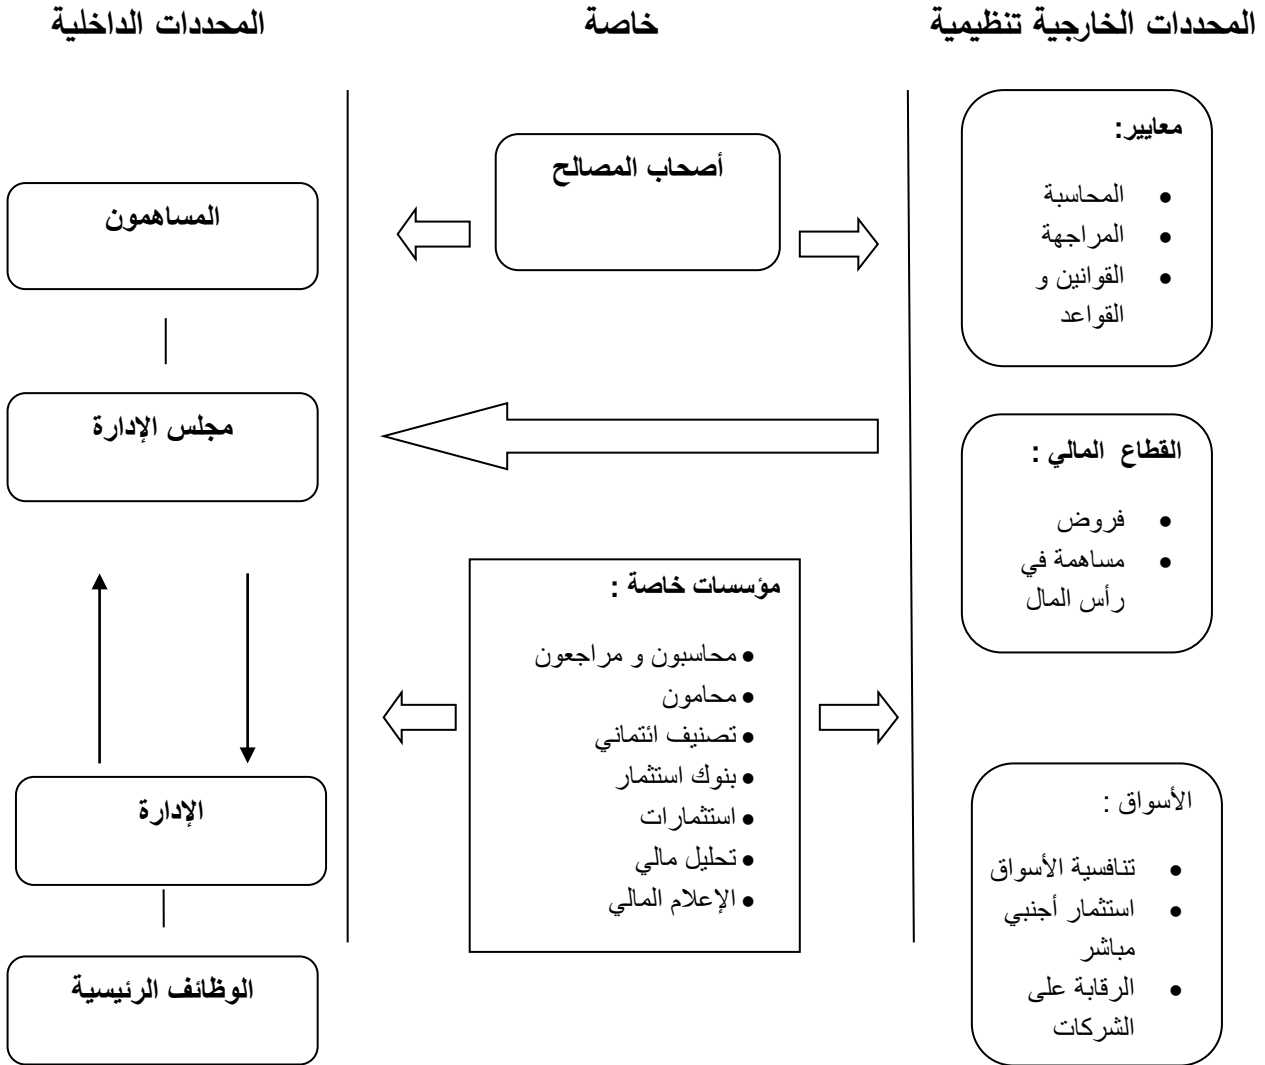 المحددات الخارجية تنظيمية
خاصة
المحددات الداخلية
معايير:
• المحاسبة
• المراجهة
• القوانين و
القواعد
القطاع المالي :
• فروض
• مساهمة في
رأس المال
الأسواق :
• تنافسية الأسواق
• استثمار أجنبي
مباشر
• الرقابة على
الشركات
أصحاب المصالح
مؤسسات خاصة :
• محاسبون و مراجعون
• محامون
• تصنيف ائتماني
• بنوك استثمار
• استثمارات
• تحليل مالي
• الإعلام المالي
المساهمون
مجلس الإدارة
الإدارة
الوظائف الرئيسية